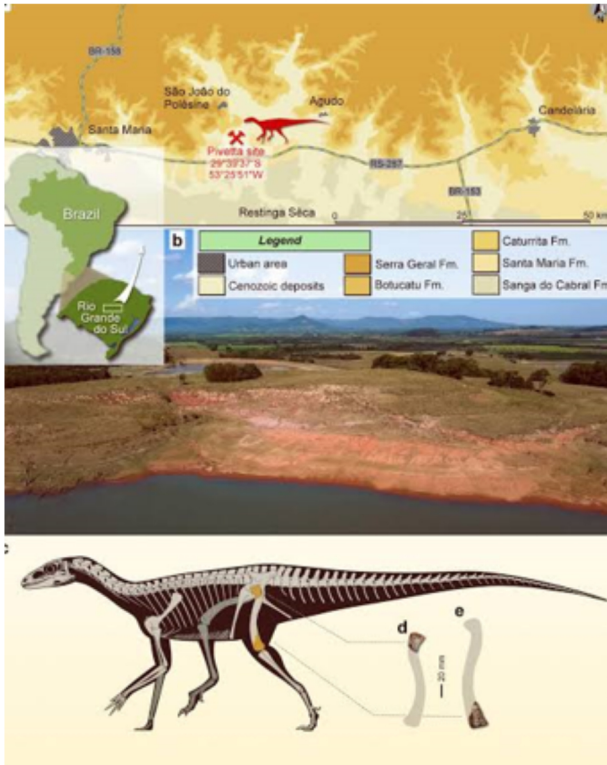 N
BR-158
São João do
Polêsine
Agudo
Candelária
Santa Maria
Pivetta site
29°39'37"S
53°25'51"W
RS-287
BR-153
Restinga Sêca
0
25
50 km
Brazil
Rio
Grande
do Sul
b
Legend
Urban area
Cenozoic deposits
Serra Geral Fm.
Botucatu Fm.
Caturrita Fm.
Santa Maria Fm.
Sanga do Cabral Fm
c
d
e
20 mm